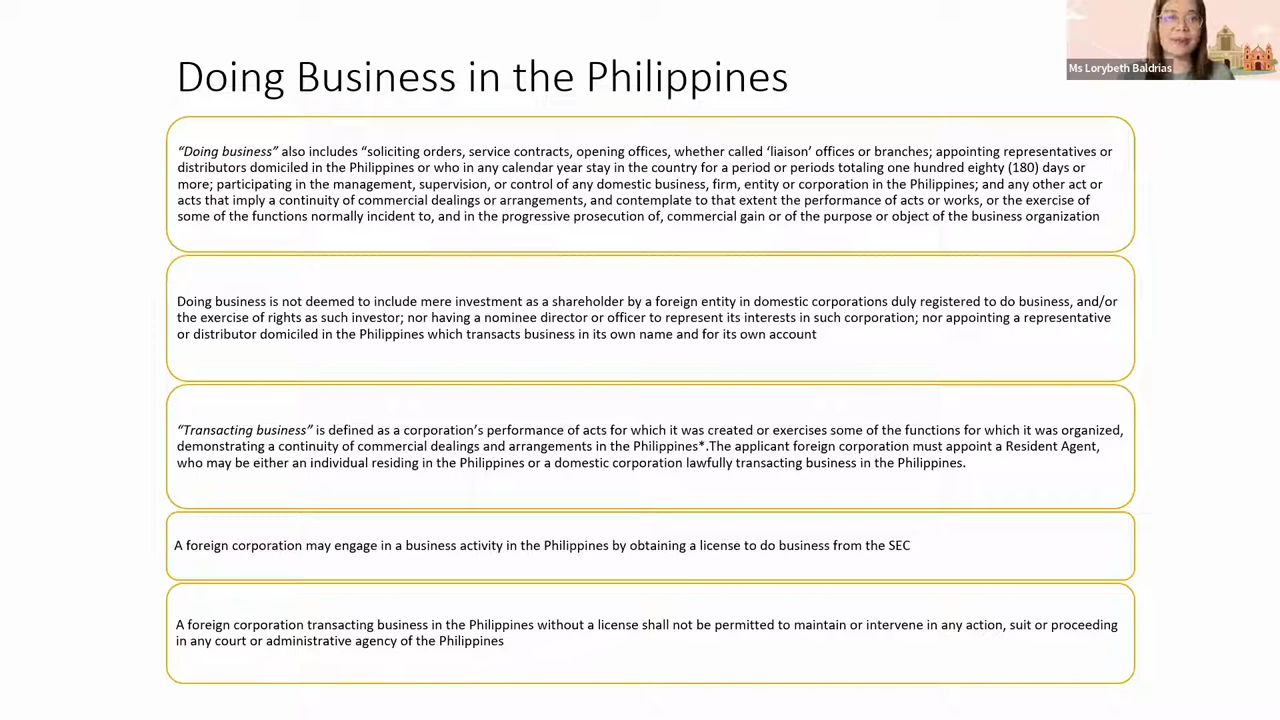 Ms Lorybeth Baldrias
Doing Business in the Philippines
“Doing business” also includes “soliciting orders, service contracts, opening offices, whether called ‘liaison’ offices or branches; appointing representatives or
distributors domiciled in the Philippines or who in any calendar year stay in the country for a period or periods totaling one hundred eighty (180) days or
more; participating in the management, supervision, or control of any domestic business, firm, entity or corporation in the Philippines; and any other act or
acts that imply a continuity of commercial dealings or arrangements, and contemplate to that extent the performance of acts or works, or the exercise of
some of the functions normally incident to, and in the progressive prosecution of, commercial gain or of the purpose or object of the business organization
Doing business is not deemed to include mere investment as a shareholder by a foreign entity in domestic corporations duly registered to do business, and/or
the exercise of rights as such investor; nor having a nominee director or officer to represent its interests in such corporation; nor appointing a representative
or distributor domiciled in the Philippines which transacts business in its own name and for its own account
“Transacting business” is defined as a corporation’s performance of acts for which it was created or exercises some of the functions for which it was organized,
demonstrating a continuity of commercial dealings and arrangements in the Philippines*.The applicant foreign corporation must appoint a Resident Agent,
who may be either an individual residing in the Philippines or a domestic corporation lawfully transacting business in the Philippines.
A foreign corporation may engage in a business activity in the Philippines by obtaining a license to do business from the SEC
A foreign corporation transacting business in the Philippines without a license shall not be permitted to maintain or intervene in any action, suit or proceeding
in any court or administrative agency of the Philippines